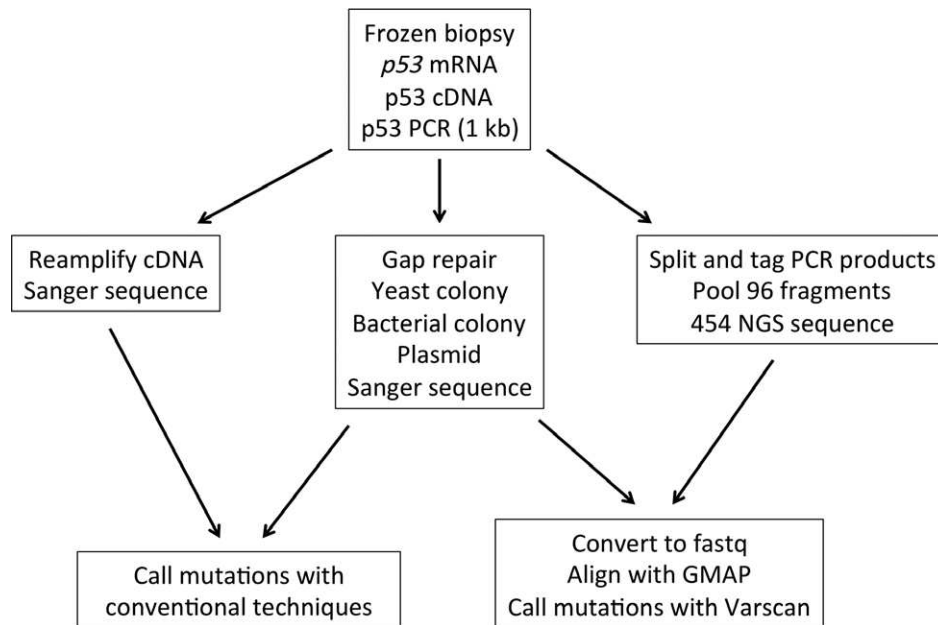 Frozen biopsy
p53 mRNA
p53 cDNA
p53 PCR (1 kb)
Reamplify cDNA
Sanger sequence
Gap repair
Yeast colony
Bacterial colony
Plasmid
Sanger sequence
Split and tag PCR products
Pool 96 fragments
454 NGS sequence
Call mutations with
conventional techniques
Convert to fastq
Align with GMAP
Call mutations with Varscan